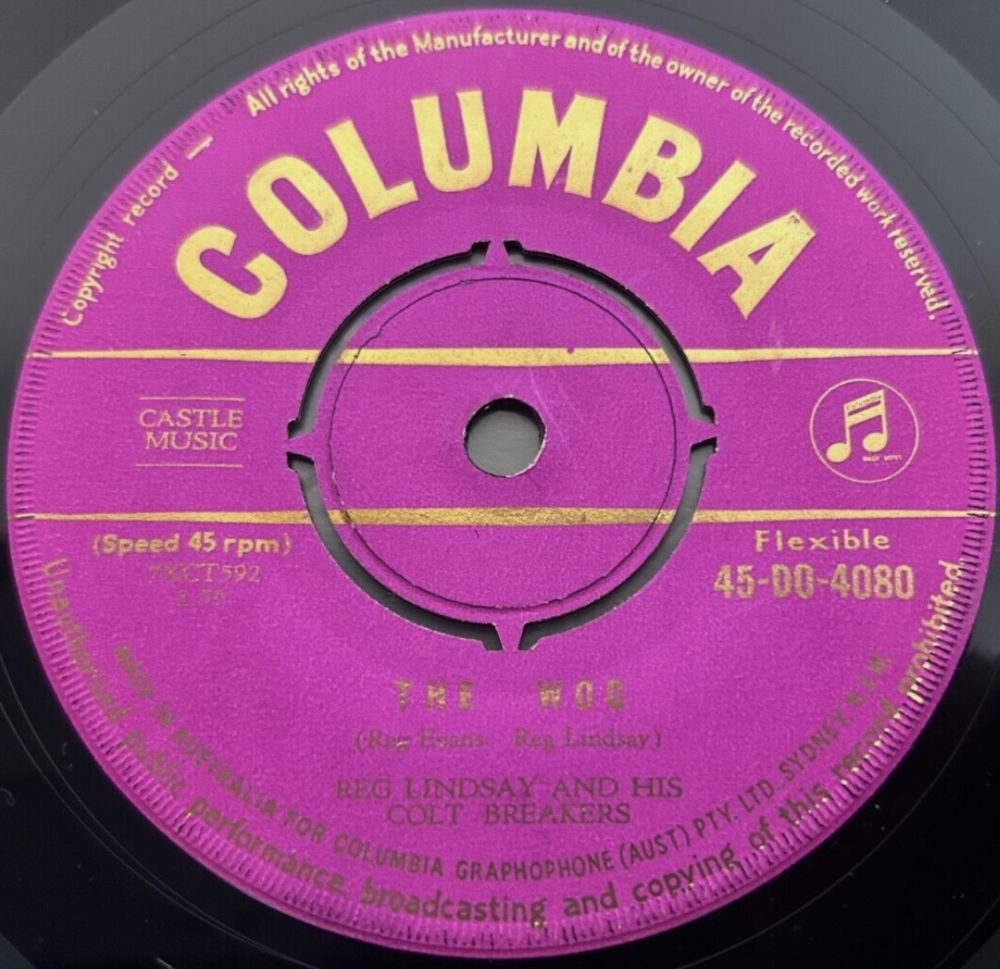 Copyright record — All rights of the Manufacturer and of the owner of the recorded work reserved.
COLUMBIA
CASTLE
MUSIC
(Speed 45 rpm)
7XCT592
Flexible
45-DO-4080
THE WOG
(Reg Evans - Reg Lindsay)
REG LINDSAY AND HIS
COLT BREAKERS
MADE IN AUSTRALIA FOR COLUMBIA GRAPHOPHONE (AUST) PTY. LTD. SYDNEY N.S.W.
Unauthorised public performance broadcasting and copying of this record prohibited